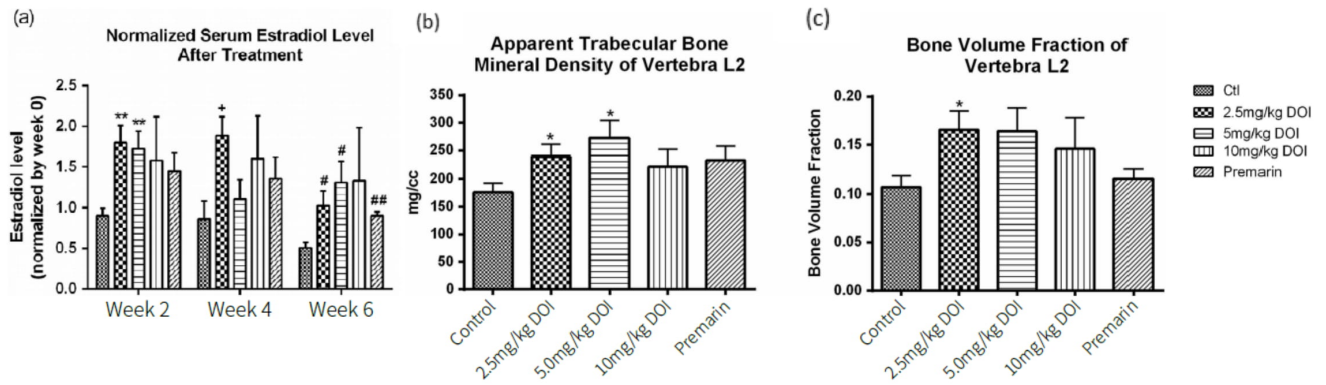 (a)
Normalized Serum Estradiol Level
After Treatment
Estradiol level
(normalized by week 0)
2.5
2.0
1.5
1.0
0.5
0.0
** **
+
#
#
##
Week 2
Week 4
Week 6
(b)
Apparent Trabecular Bone
Mineral Density of Vertebra L2
mg/cc
350
300
250
200
150
100
50
0
*
*
Control
2.5mg/kg DOI
5.0mg/kg DOI
10mg/kg DOI
Premarin
(c)
Bone Volume Fraction of
Vertebra L2
Bone Volume Fraction
0.20
0.15
0.10
0.05
0.00
*
Control
2.5mg/kg DOI
5.0mg/kg DOI
10mg/kg DOI
Premarin
Ctl
2.5mg/kg DOI
5mg/kg DOI
10mg/kg DOI
Premarin